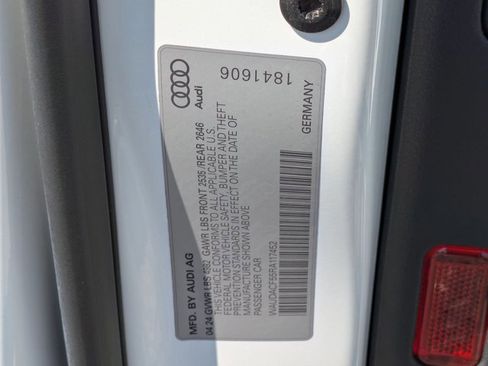 Audi
1841606
GERMANY
MFD. BY AUDI AG
04.24 GVWR LBS GAWR LBS FRONT 2535 /REAR 2646
THIS VEHICLE CONFORMS TO ALL APPLICABLE U.S.
FEDERAL MOTOR VEHICLE SAFETY, BUMPER AND THEFT
PREVENTION STANDARDS IN EFFECT ON THE DATE OF
MANUFACTURE SHOWN ABOVE.
PASSENGER CAR
WAUDACF55RA117452